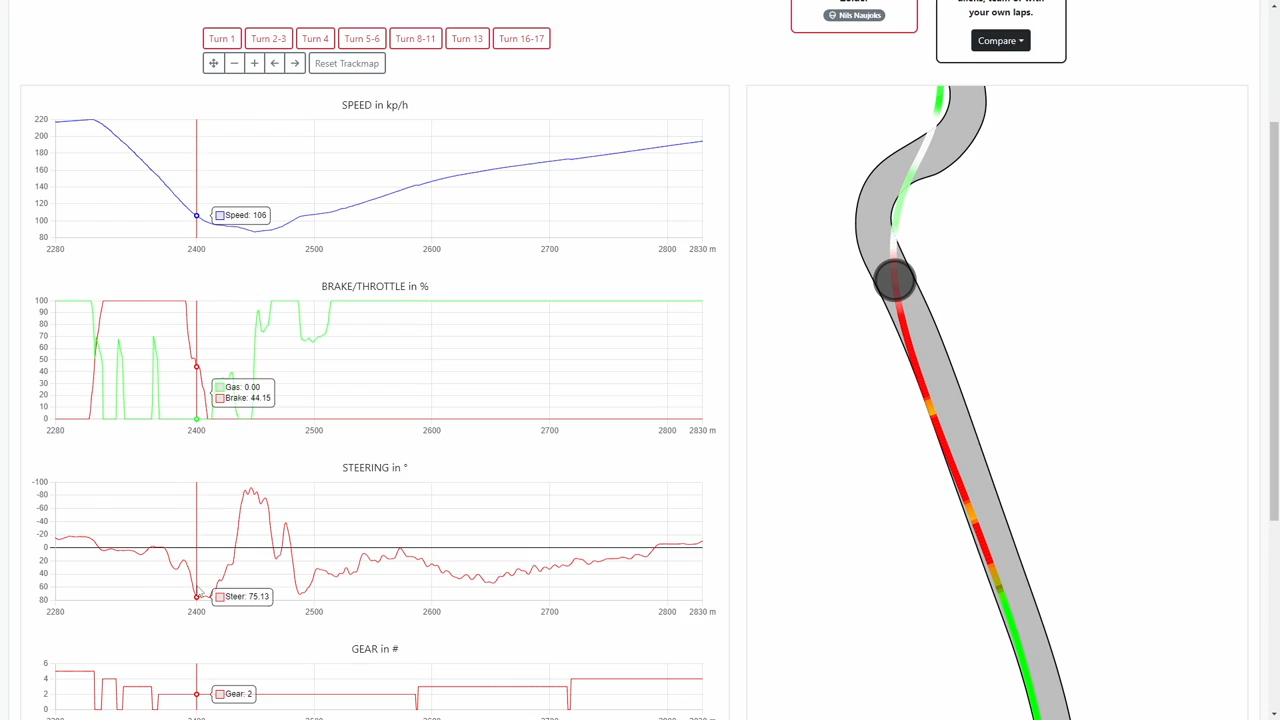 your own laps.
Nils Naujoks
Compare
Turn 1 Turn 2-3 Turn 4 Turn 5-6 Turn 8-11 Turn 13 Turn 16-17
Reset Trackmap
SPEED in kp/h
220
200
180
160
140
120
100
80
Speed: 106
2280 2400 2500 2600 2700 2800 2830 m
BRAKE/THROTTLE in %
100
90
80
70
60
50
40
30
20
10
0
Gas: 0.00
Brake: 44.15
2280 2400 2500 2600 2700 2800 2830 m
STEERING in °
-100
-80
-60
-40
-20
0
20
40
60
80
Steer: 75.13
2280 2400 2500 2600 2700 2800 2830 m
GEAR in #
6
4
2
0
Gear: 2